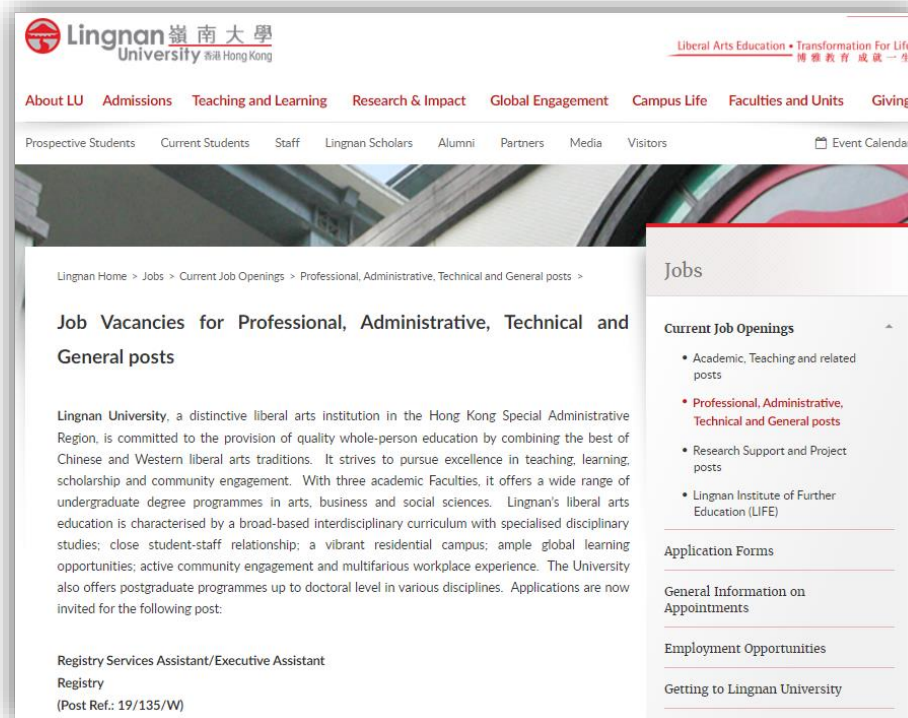 Lingnan 嶺南大學
University 香港 Hong Kong
Liberal Arts Education • Transformation For Life
博雅教育 成就一生
About LU Admissions Teaching and Learning Research & Impact Global Engagement Campus Life Faculties and Units Giving
Prospective Students Current Students Staff Lingnan Scholars Alumni Partners Media Visitors Event Calendar
Lingnan Home > Jobs > Current Job Openings > Professional, Administrative, Technical and General posts >
Job Vacancies for Professional, Administrative, Technical and
General posts
Lingnan University, a distinctive liberal arts institution in the Hong Kong Special Administrative
Region, is committed to the provision of quality whole-person education by combining the best of
Chinese and Western liberal arts traditions. It strives to pursue excellence in teaching, learning,
scholarship and community engagement. With three academic Faculties, it offers a wide range of
undergraduate degree programmes in arts, business and social sciences. Lingnan's liberal arts
education is characterised by a broad-based interdisciplinary curriculum with specialised disciplinary
studies; close student-staff relationship; a vibrant residential campus; ample global learning
opportunities; active community engagement and multifarious workplace experience. The University
also offers postgraduate programmes up to doctoral level in various disciplines. Applications are now
invited for the following post:
Registry Services Assistant/Executive Assistant
Registry
(Post Ref.: 19/135/W)
Jobs
Current Job Openings
• Academic, Teaching and related
posts
• Professional, Administrative,
Technical and General posts
• Research Support and Project
posts
• Lingnan Institute of Further
Education (LIFE)
Application Forms
General Information on
Appointments
Employment Opportunities
Getting to Lingnan University